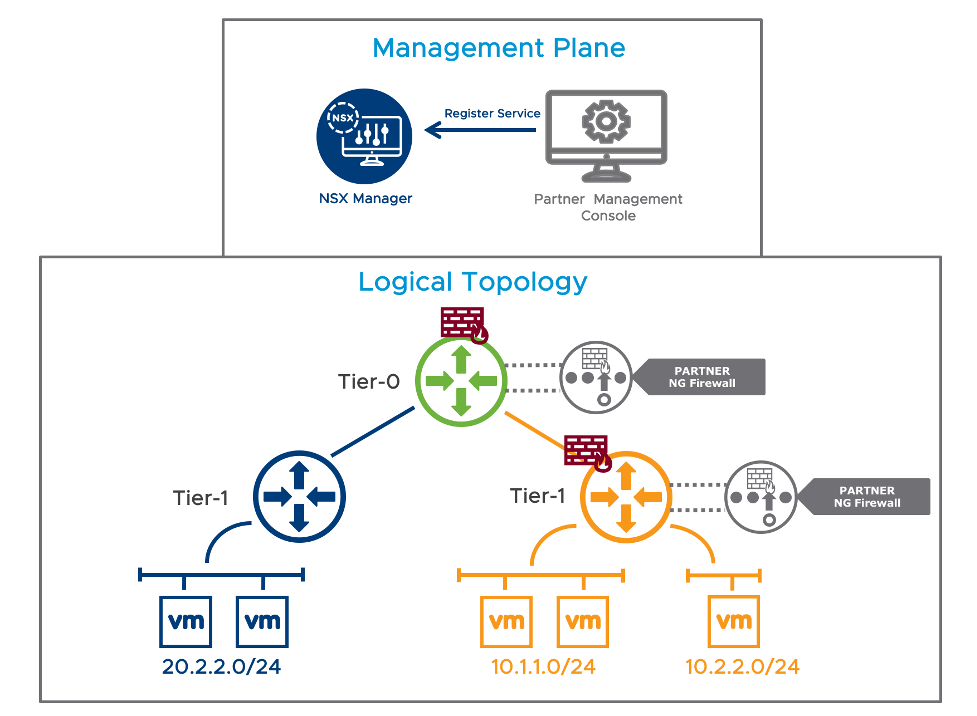 Management Plane
NSX
Register Service
NSX Manager
Partner Management
Console
Logical Topology
Tier-0
PARTNER
NG Firewall
Tier-1
Tier-1
PARTNER
NG Firewall
vm
vm
vm
vm
vm
20.2.2.0/24
10.1.1.0/24
10.2.2.0/24